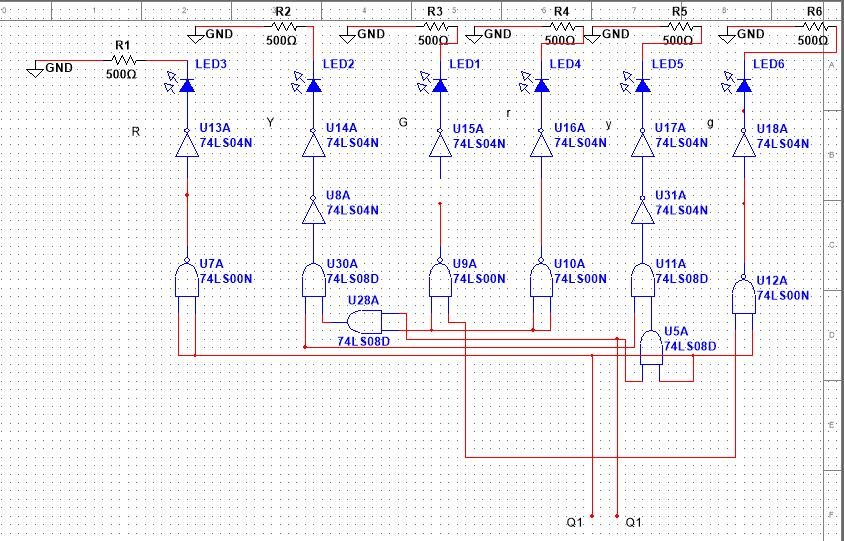 0 1 2 3 4 5 6 7 8
R2 R3 R4 R5 R6
GND 500Ω GND 500Ω GND 500Ω GND 500Ω GND 500Ω
R1
GND 500Ω
LED3 LED2 LED1 LED4 LED5 LED6
A
R Y G r y g
U13A U14A U15A U16A U17A U18A
74LS04N 74LS04N 74LS04N 74LS04N 74LS04N 74LS04N
B
U8A U31A
74LS04N 74LS04N
C
U7A U30A U9A U10A U11A U12A
74LS00N 74LS08D 74LS00N 74LS00N 74LS08D 74LS00N
U28A
74LS08D
U5A
74LS08D
D
E
Q1 Q1
F